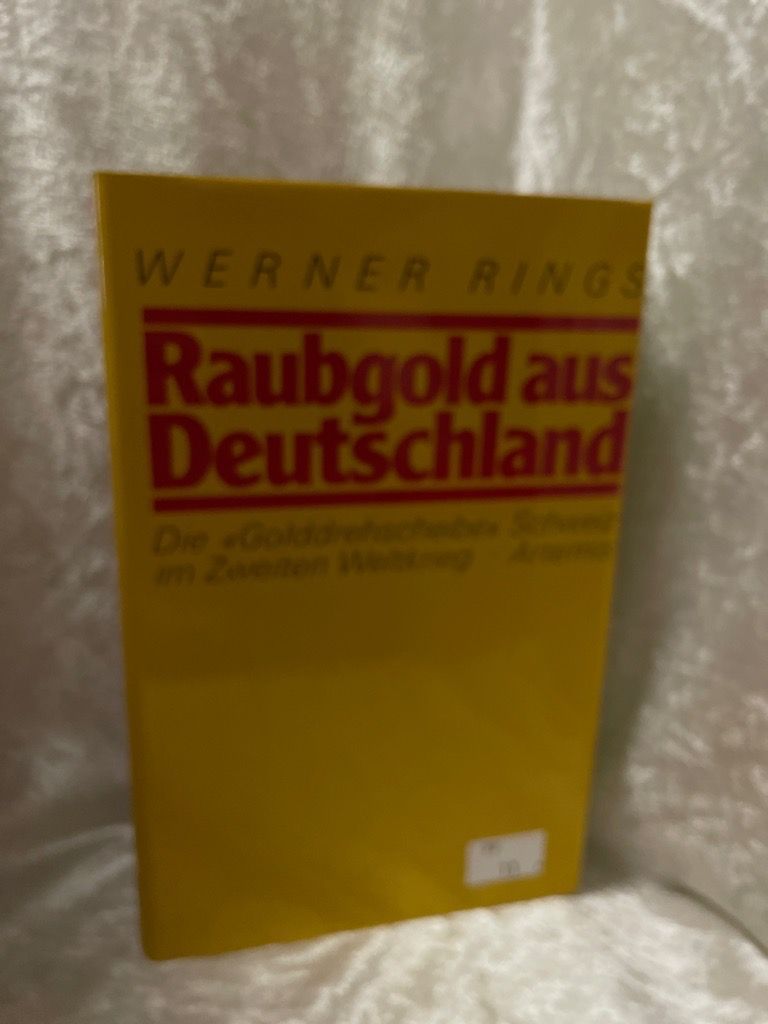 WERNER RINGS
Raubgold aus
Deutschland
Die «Golddrehscheibe» Schweiz
im Zweiten Weltkrieg Artemis